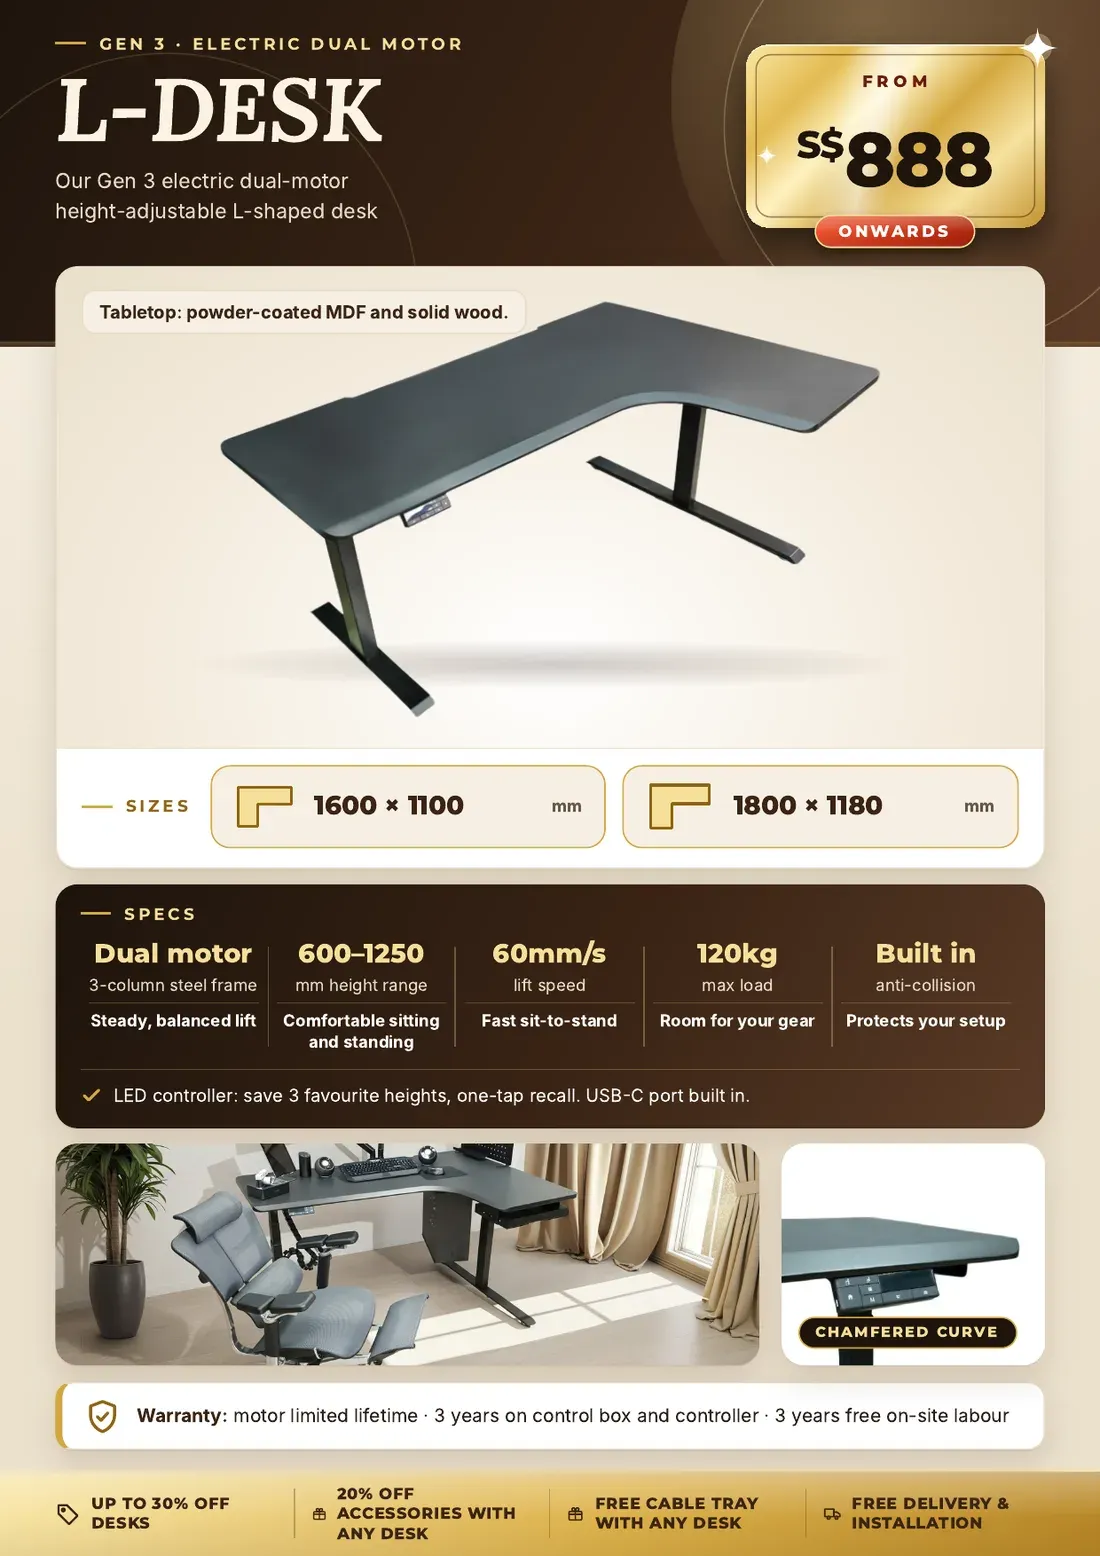 GEN 3 · ELECTRIC DUAL MOTOR
L-DESK
Our Gen 3 electric dual-motor
height-adjustable L-shaped desk
FROM
S$888
ONWARDS
Tabletop: powder-coated MDF and solid wood.
SIZES
1600 × 1100 mm
1800 × 1180 mm
SPECS
Dual motor
3-column steel frame
Steady, balanced lift
600–1250
mm height range
Comfortable sitting
and standing
60mm/s
lift speed
Fast sit-to-stand
120kg
max load
Room for your gear
Built in
anti-collision
Protects your setup
LED controller: save 3 favourite heights, one-tap recall. USB-C port built in.
CHAMFERED CURVE
Warranty: motor limited lifetime · 3 years on control box and controller · 3 years free on-site labour
UP TO 30% OFF
DESKS
20% OFF
ACCESSORIES WITH
ANY DESK
FREE CABLE TRAY
WITH ANY DESK
FREE DELIVERY &
INSTALLATION